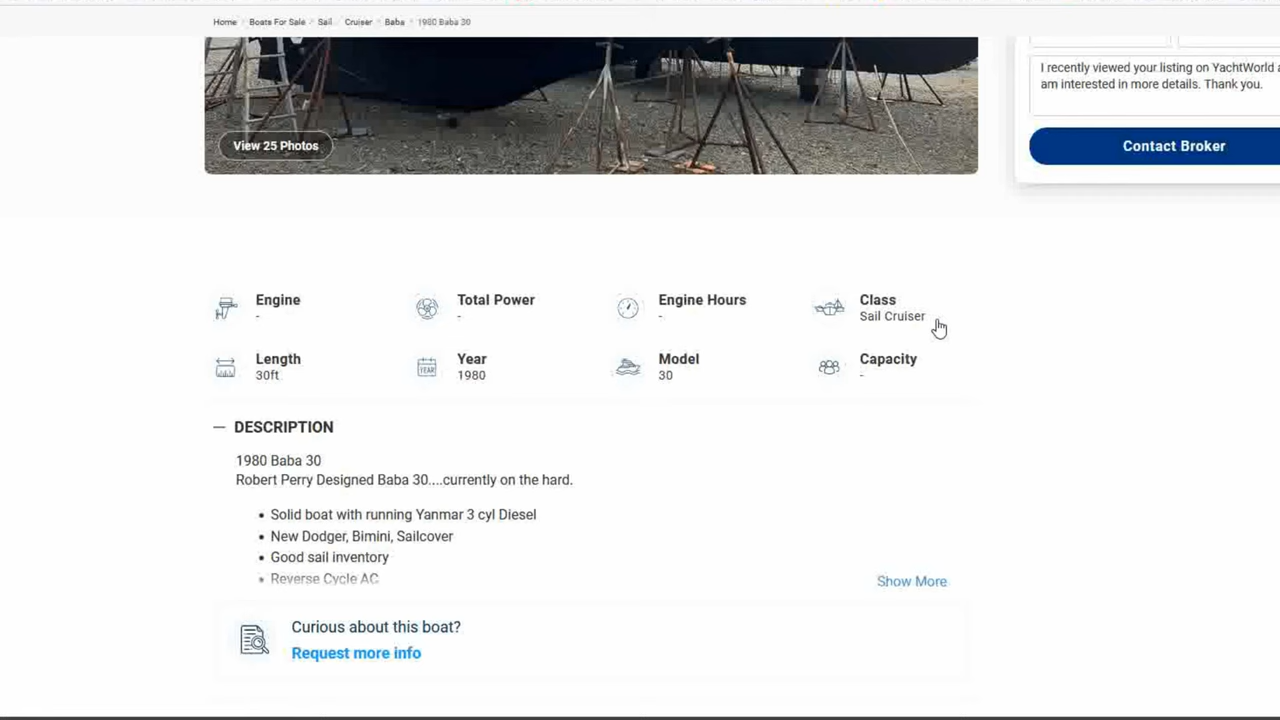 Home / Boats For Sale / Sail / Cruiser / Baba / 1980 Baba 30
I recently viewed your listing on YachtWorld
am interested in more details. Thank you.
View 25 Photos
Contact Broker
Engine
-
Total Power
-
Engine Hours
-
Class
Sail Cruiser
Length
30ft
YEAR
Year
1980
Model
30
Capacity
-
— DESCRIPTION
1980 Baba 30
Robert Perry Designed Baba 30....currently on the hard.
• Solid boat with running Yanmar 3 cyl Diesel
• New Dodger, Bimini, Sailcover
• Good sail inventory
• Reverse Cycle AC
Show More
Curious about this boat?
Request more info